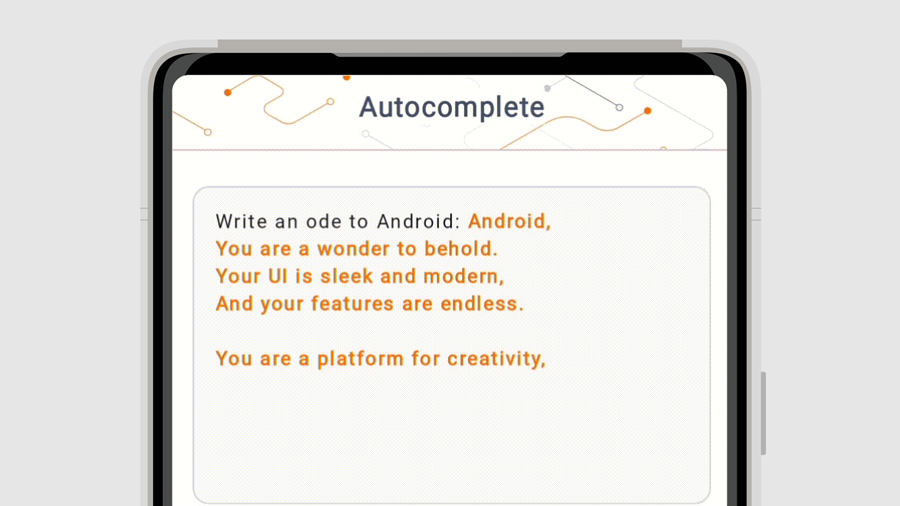 Autocomplete
Write an ode to Android: Android,
You are a wonder to behold.
Your UI is sleek and modern,
And your features are endless.
You are a platform for creativity,